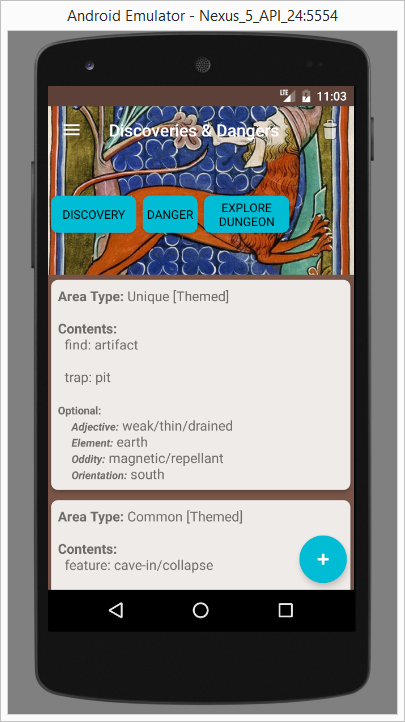 Android Emulator - Nexus_5_API_24:5554
LTE 11:03
Discoveries & Dangers
DISCOVERY DANGER EXPLORE
DUNGEON
Area Type: Unique [Themed]
Contents:
find: artifact
trap: pit
Optional:
Adjective: weak/thin/drained
Element: earth
Oddity: magnetic/repellant
Orientation: south
Area Type: Common [Themed]
Contents:
feature: cave-in/collapse